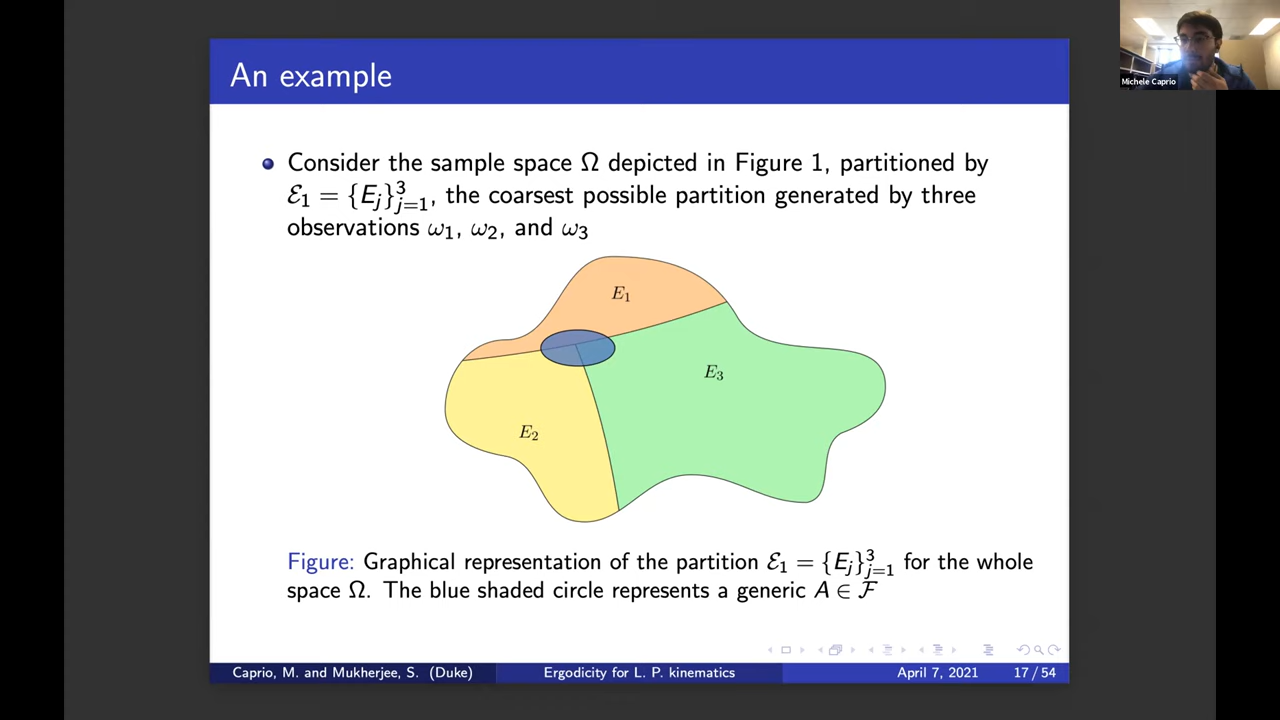 Michele Caprio
An example
Consider the sample space Ω depicted in Figure 1, partitioned by
ℰ₁ = {Eⱼ}³ⱼ₌₁, the coarsest possible partition generated by three
observations ω₁, ω₂, and ω₃
E₁
E₃
E₂
Figure: Graphical representation of the partition ℰ₁ = {Eⱼ}³ⱼ₌₁ for the whole
space Ω. The blue shaded circle represents a generic A ∈ ℱ
Caprio, M. and Mukherjee, S. (Duke) Ergodicity for L. P. kinematics April 7, 2021 17 / 54